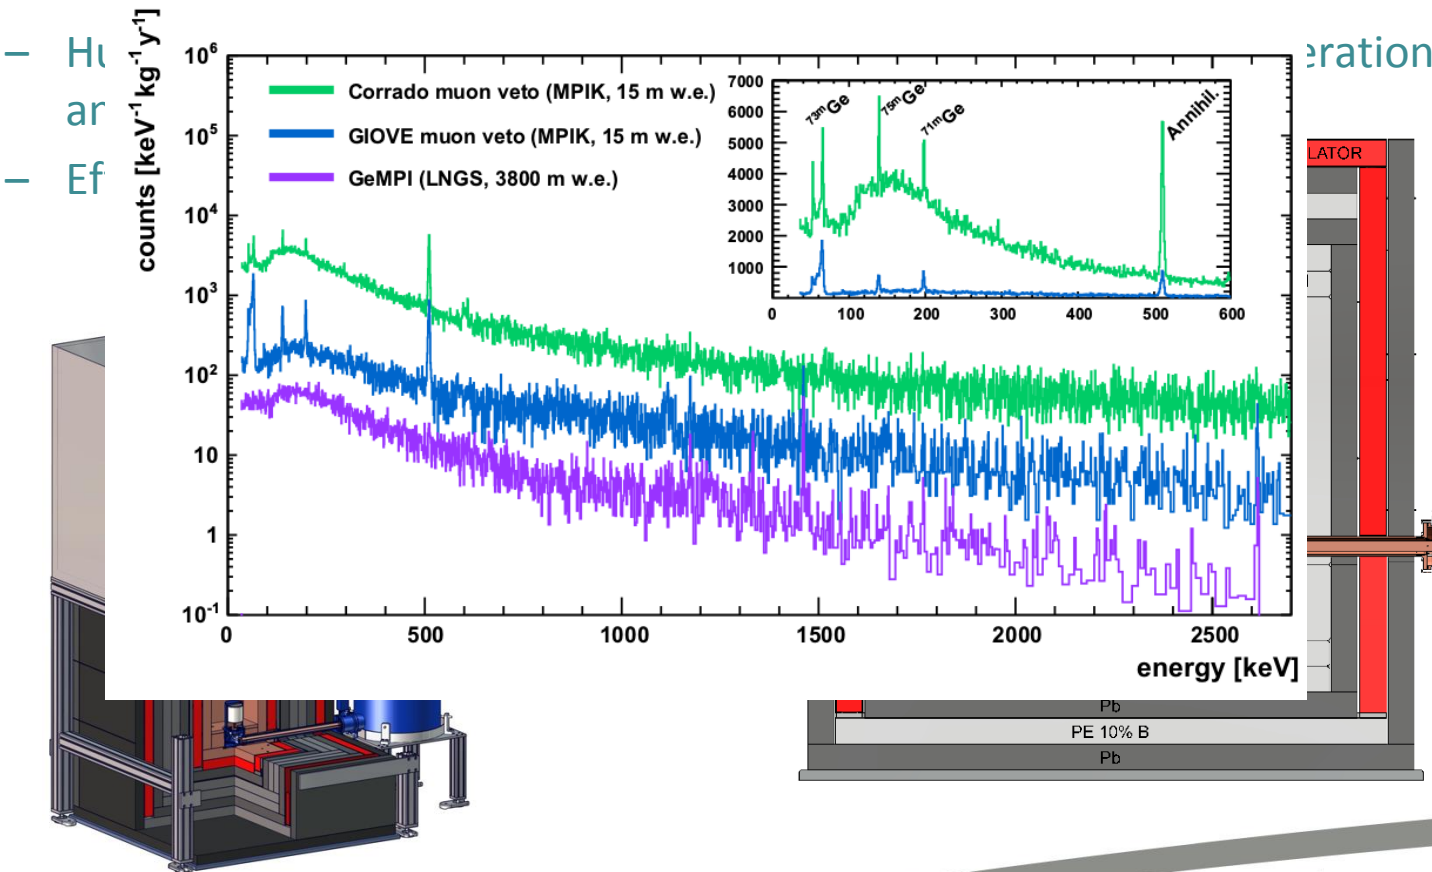 – Hu
eration
an
– Ef
counts [keV⁻¹ kg⁻¹ y⁻¹]
10⁶
10⁵
10⁴
10³
10²
10
1
10⁻¹
Corrado muon veto (MPIK, 15 m w.e.)
GIOVE muon veto (MPIK, 15 m w.e.)
GeMPI (LNGS, 3800 m w.e.)
7000
6000
5000
4000
3000
2000
1000
⁷³ᵐGe
⁷⁵ᵐGe
⁷¹ᵐGe
Annihil.
0 100 200 300 400 500 600
0 500 1000 1500 2000 2500
energy [keV]
LATOR
Pb
PE 10% B
Pb